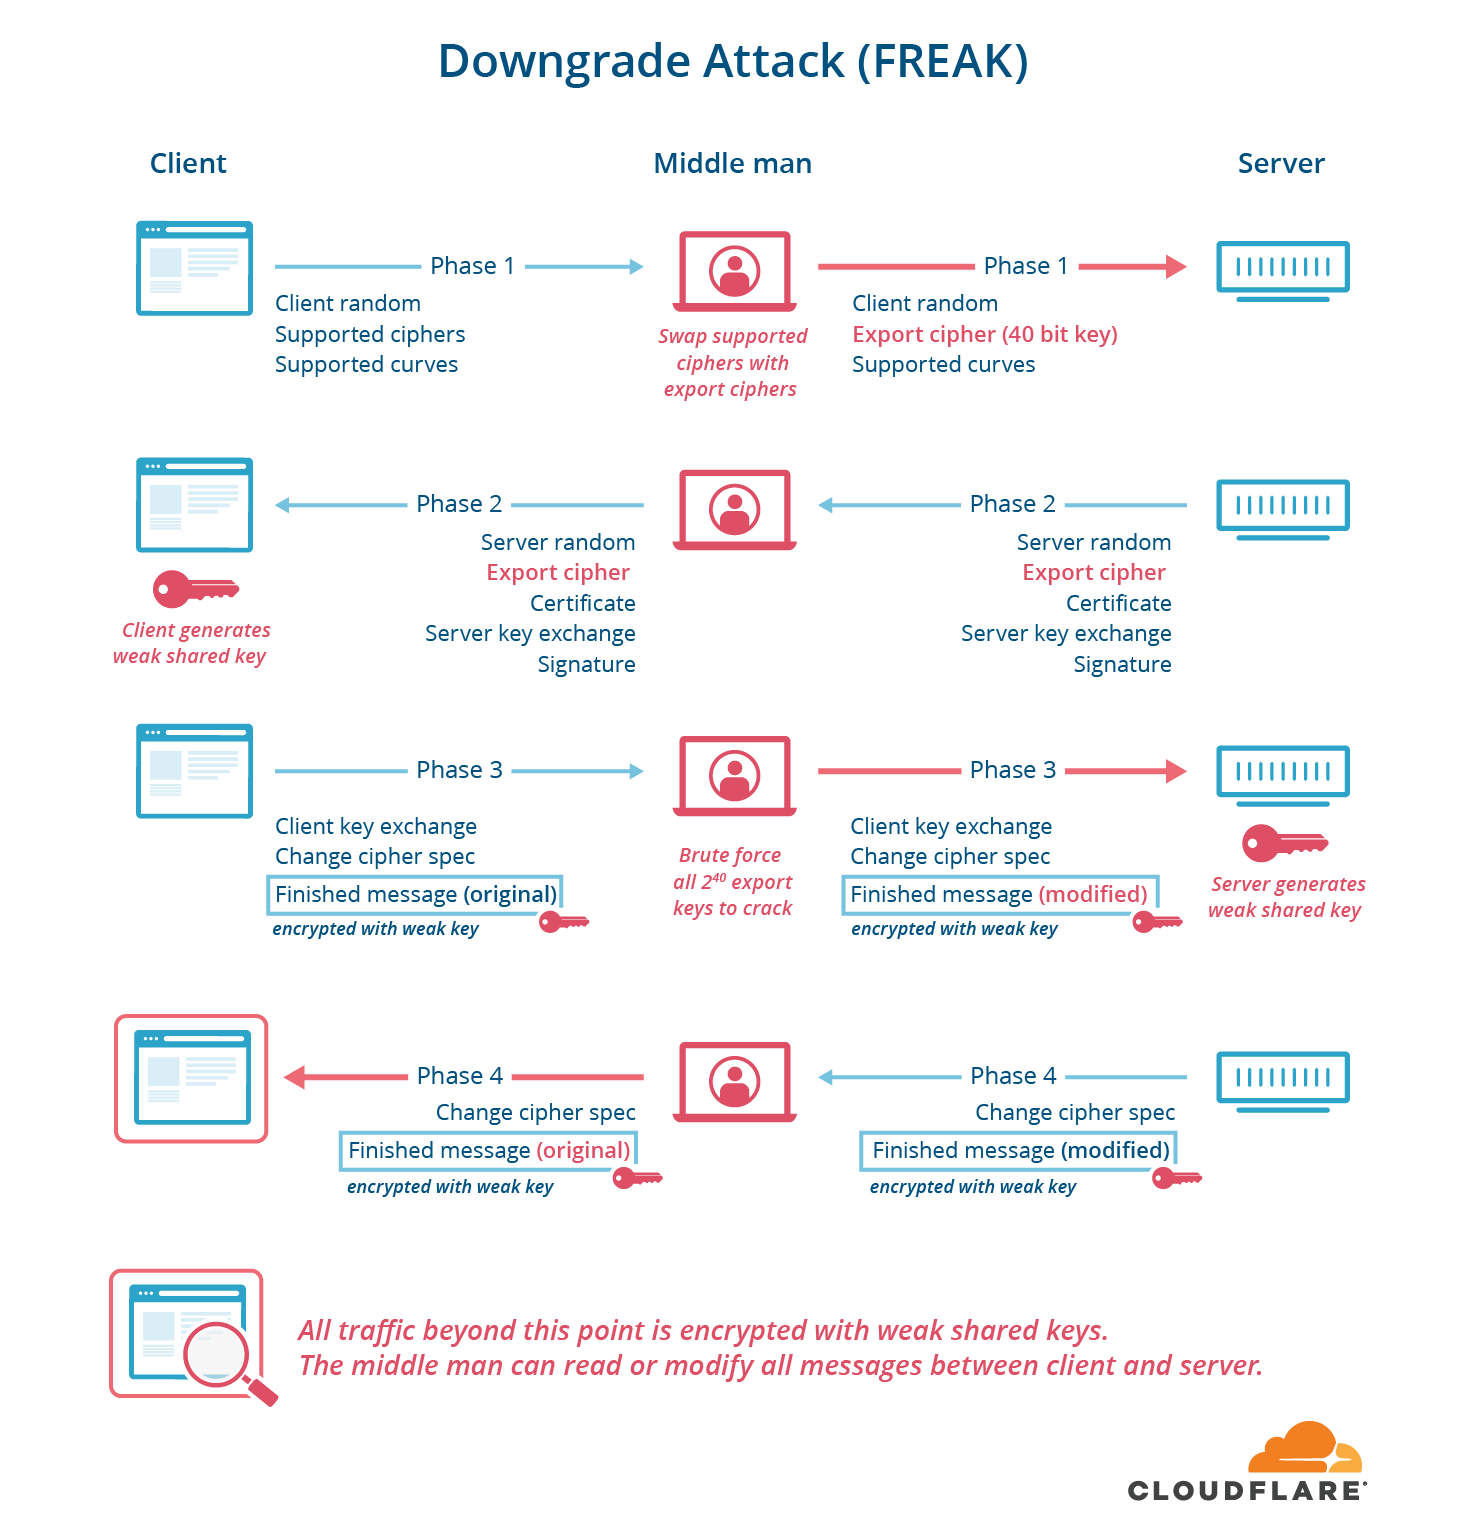 Downgrade Attack (FREAK)
Client
Middle man
Server
Phase 1
Client random
Supported ciphers
Supported curves
Swap supported
ciphers with
export ciphers
Phase 1
Client random
Export cipher (40 bit key)
Supported curves
Client generates
weak shared key
Phase 2
Server random
Export cipher
Certificate
Server key exchange
Signature
Phase 2
Server random
Export cipher
Certificate
Server key exchange
Signature
Phase 3
Client key exchange
Change cipher spec
Finished message (original)
encrypted with weak key
Brute force
all 2⁴⁰ export
keys to crack
Phase 3
Client key exchange
Change cipher spec
Finished message (modified)
encrypted with weak key
Server generates
weak shared key
Phase 4
Change cipher spec
Finished message (original)
encrypted with weak key
Phase 4
Change cipher spec
Finished message (modified)
encrypted with weak key
All traffic beyond this point is encrypted with weak shared keys.
The middle man can read or modify all messages between client and server.
CLOUDFLARE